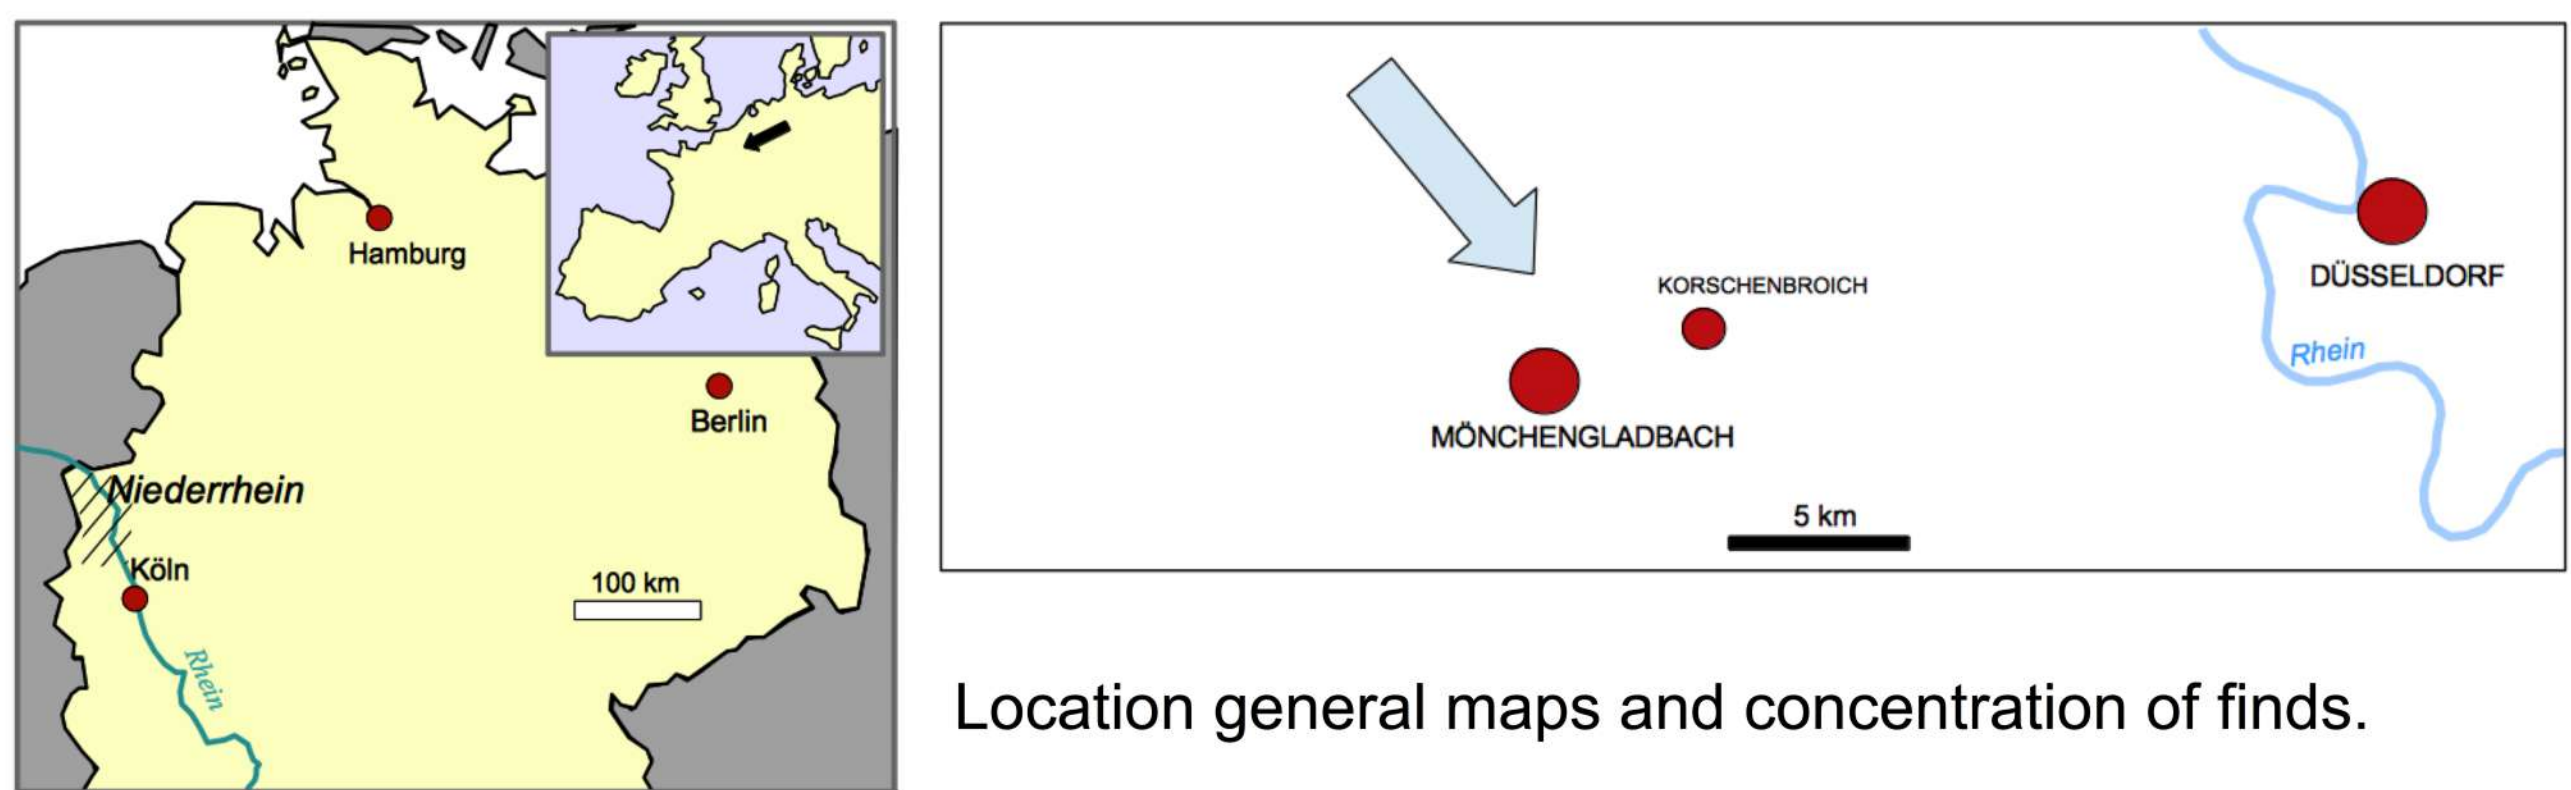 Hamburg
Berlin
Niederrhein
Köln
100 km
Rhein
KORSCHENBROICH
DÜSSELDORF
Rhein
MÖNCHENGLADBACH
5 km
Location general maps and concentration of finds.